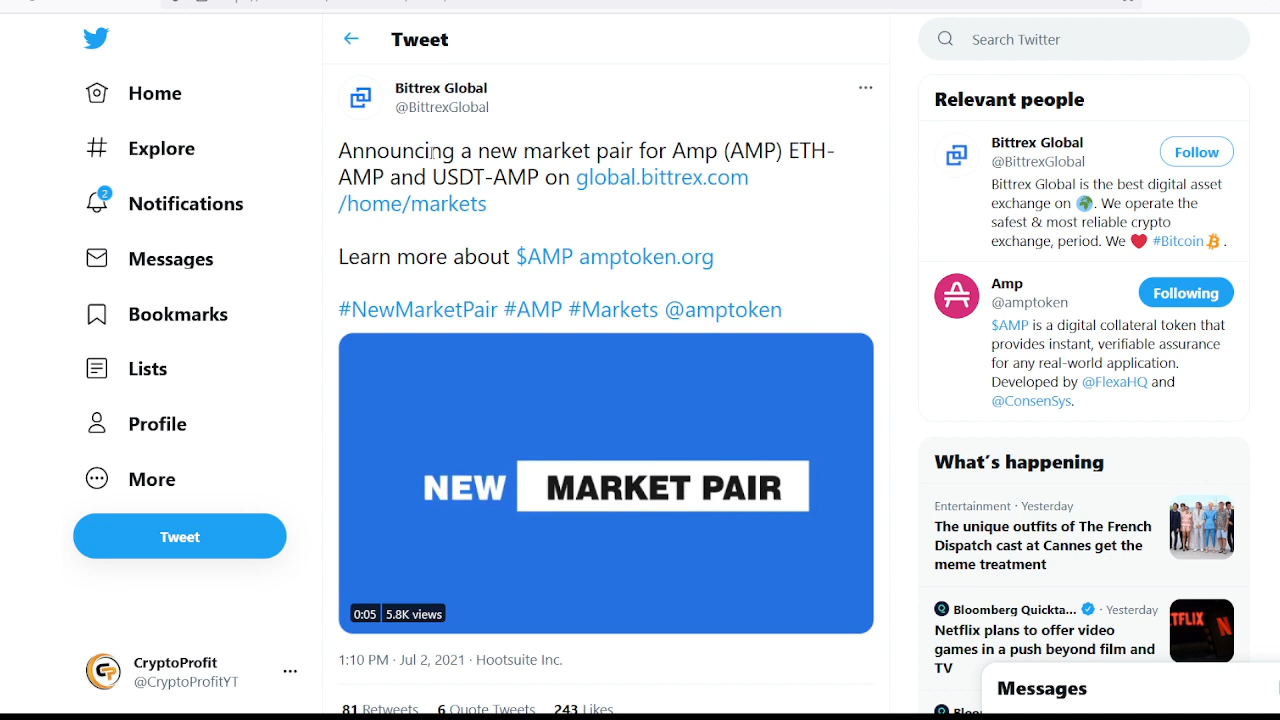 Home
Explore
2
Notifications
Messages
Bookmarks
Lists
Profile
More
Tweet
CryptoProfit
@CryptoProfitYT
Tweet
Bittrex Global
@BittrexGlobal
Announcing a new market pair for Amp (AMP) ETH-
AMP and USDT-AMP on global.bittrex.com
/home/markets
Learn more about $AMP amptoken.org
#NewMarketPair #AMP #Markets @amptoken
NEW MARKET PAIR
0:05 5.8K views
1:10 PM · Jul 2, 2021 · Hootsuite Inc.
81 Retweets 6 Quote Tweets 243 Likes
Search Twitter
Relevant people
Bittrex Global
@BittrexGlobal
Follow
Bittrex Global is the best digital asset
exchange on 🌍. We operate the
safest & most reliable crypto
exchange, period. We ❤️ #Bitcoin .
Amp
@amptoken
Following
$AMP is a digital collateral token that
provides instant, verifiable assurance
for any real-world application.
Developed by @FlexaHQ and
@ConsenSys.
What's happening
Entertainment · Yesterday
The unique outfits of The French
Dispatch cast at Cannes get the
meme treatment
Bloomberg Quickta... · Yesterday
Netflix plans to offer video
games in a push beyond film and
TV
Messages